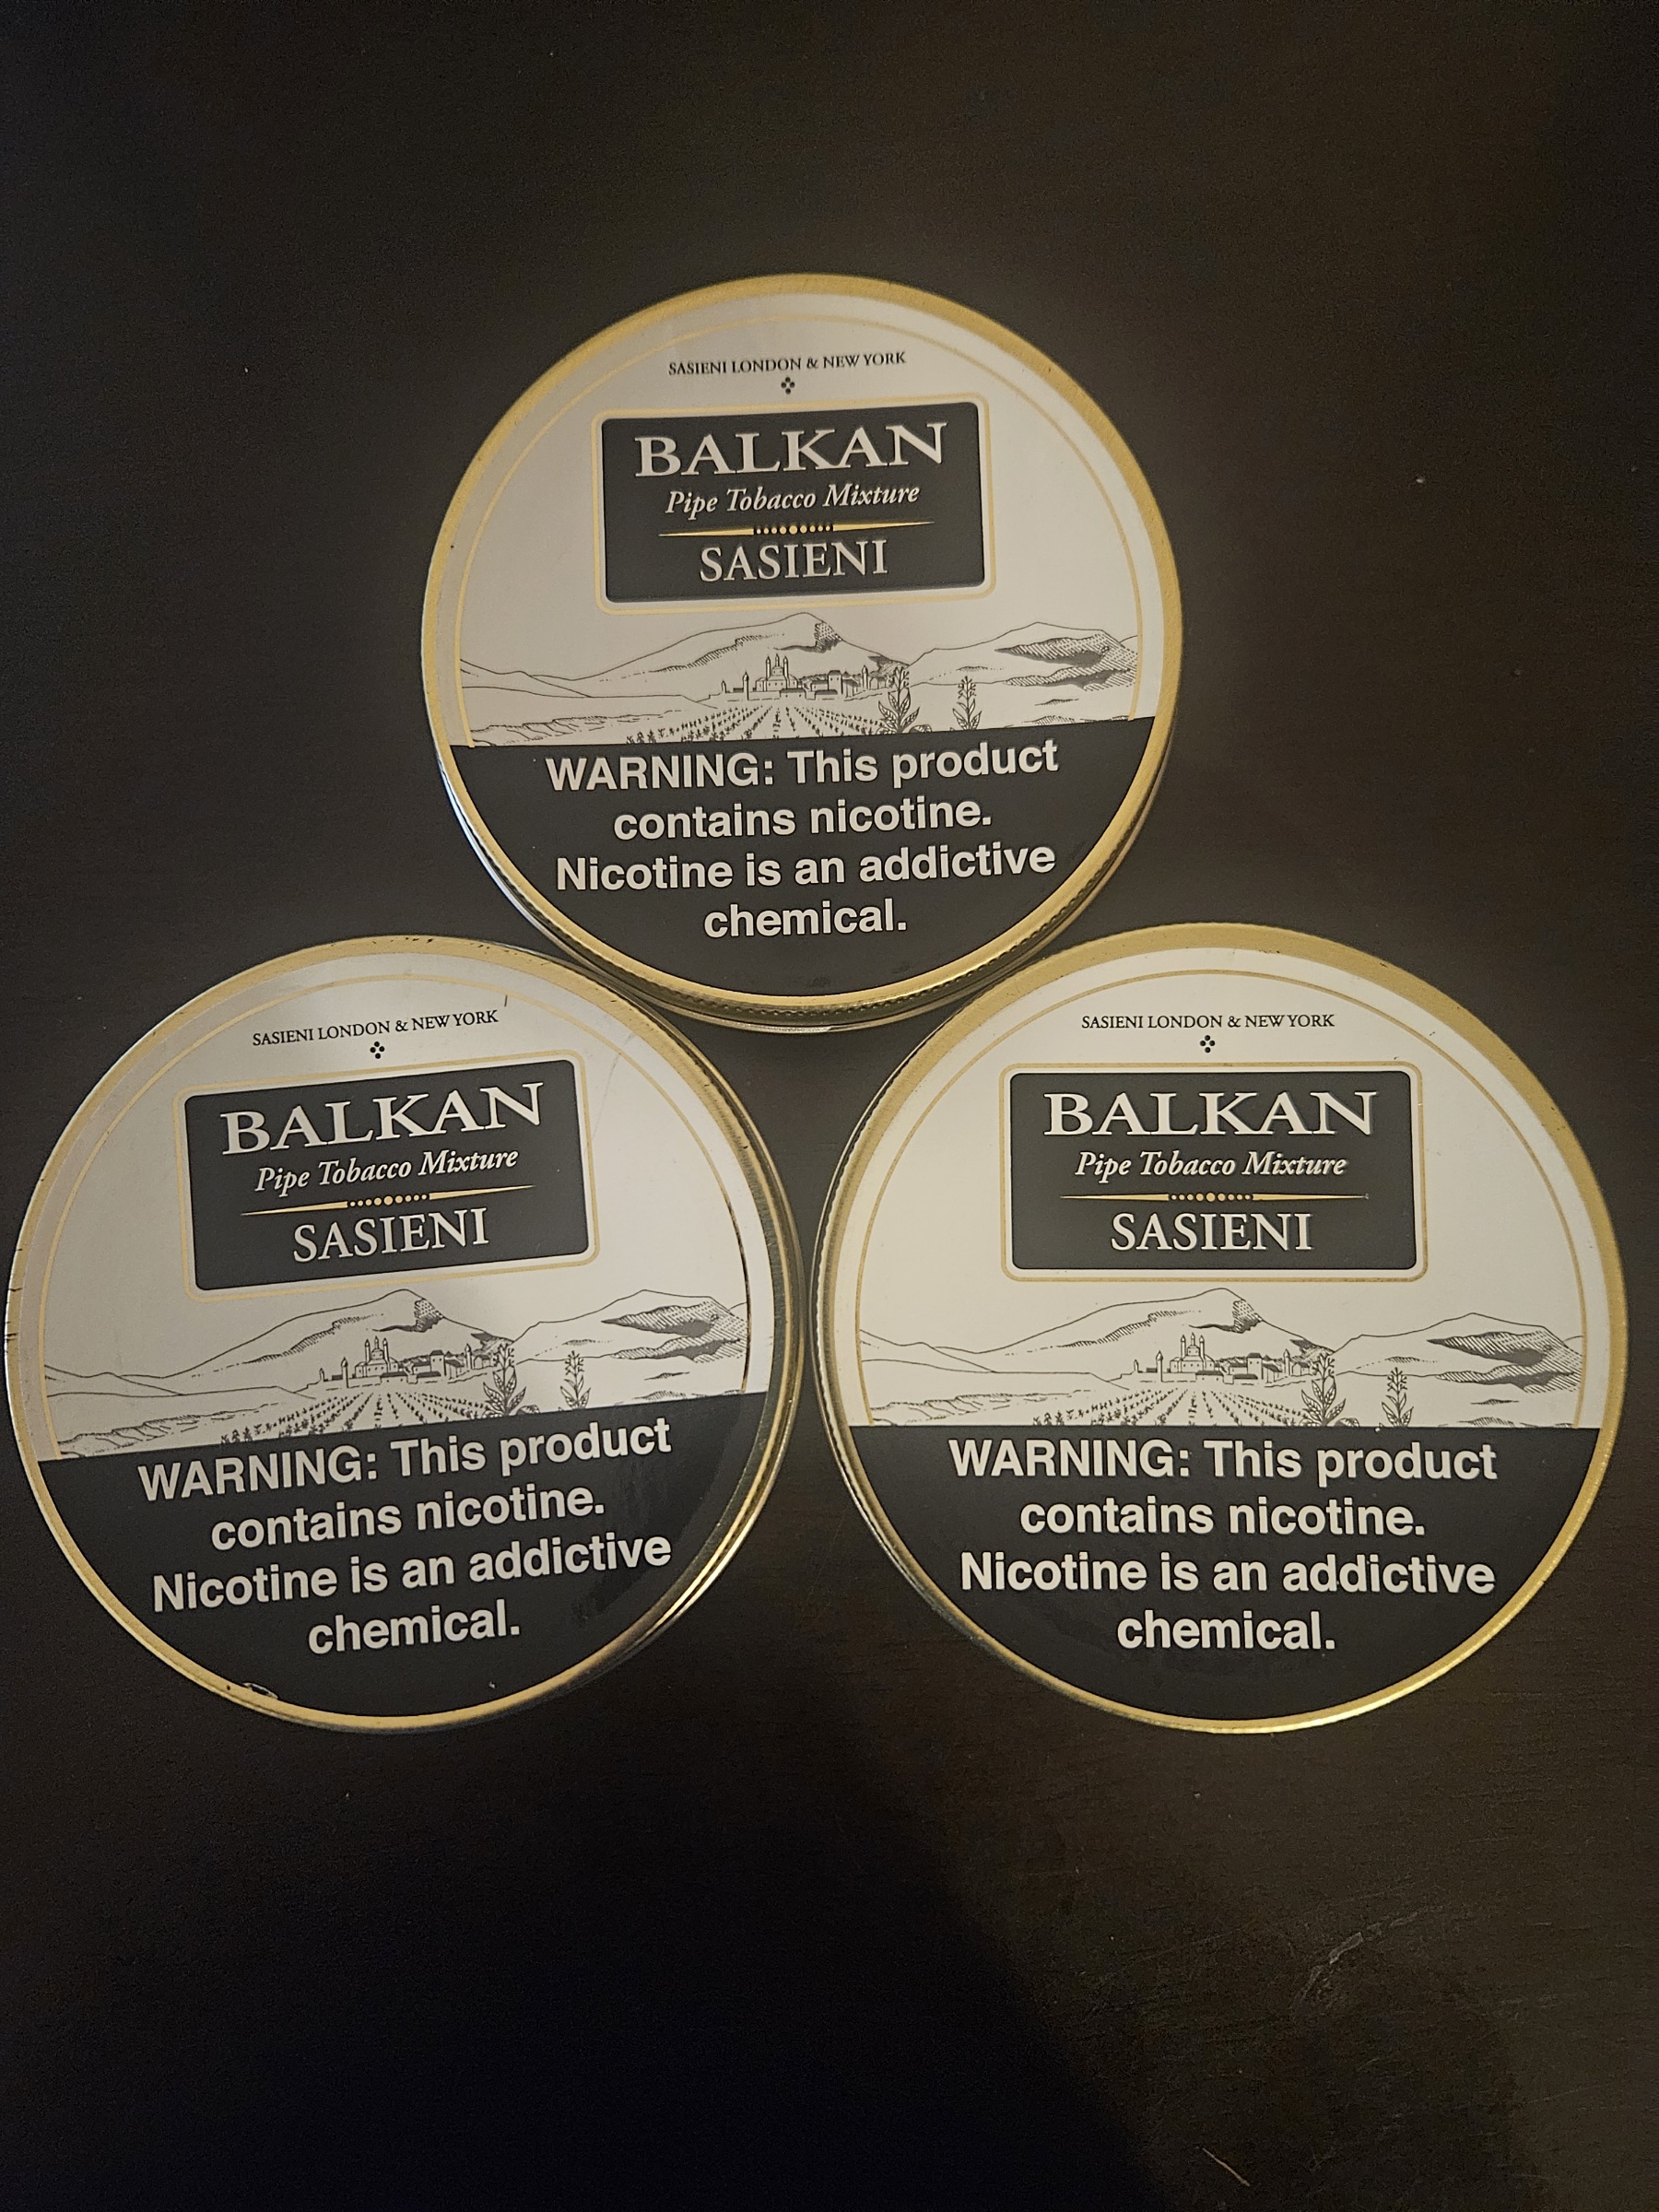 SASIENI LONDON & NEW YORK
BALKAN
Pipe Tobacco Mixture
SASIENI
WARNING: This product
contains nicotine.
Nicotine is an addictive
chemical.
SASIENI LONDON & NEW YORK
BALKAN
Pipe Tobacco Mixture
SASIENI
WARNING: This product
contains nicotine.
Nicotine is an addictive
chemical.
SASIENI LONDON & NEW YORK
BALKAN
Pipe Tobacco Mixture
SASIENI
WARNING: This product
contains nicotine.
Nicotine is an addictive
chemical.